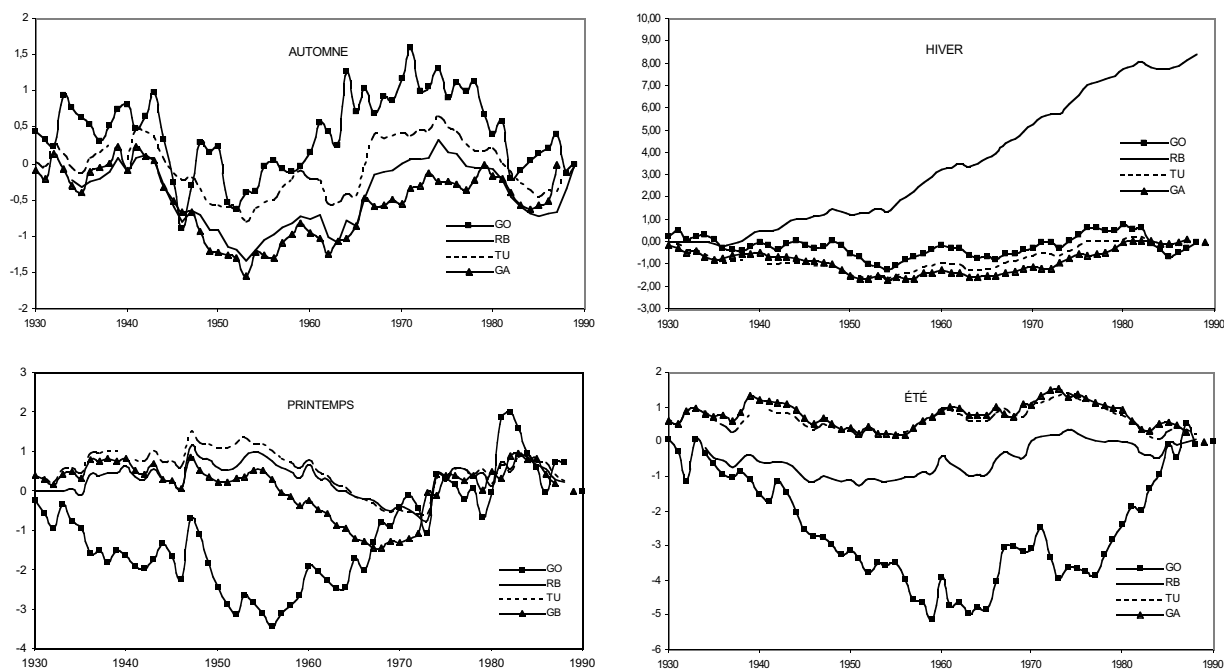 AUTOMNE
2
1,5
1
0,5
0
-0,5
-1
-1,5
-2
1930 1940 1950 1960 1970 1980 1990
GO
RB
TU
GA
HIVER
10,00
9,00
8,00
7,00
6,00
5,00
4,00
3,00
2,00
1,00
0,00
-1,00
-2,00
-3,00
1930 1940 1950 1960 1970 1980 1990
GO
RB
TU
GA
PRINTEMPS
3
2
1
0
-1
-2
-3
-4
1930 1940 1950 1960 1970 1980 1990
GO
RB
TU
GB
ÉTÉ
2
1
0
-1
-2
-3
-4
-5
-6
1930 1940 1950 1960 1970 1980 1990
GO
RB
TU
GA